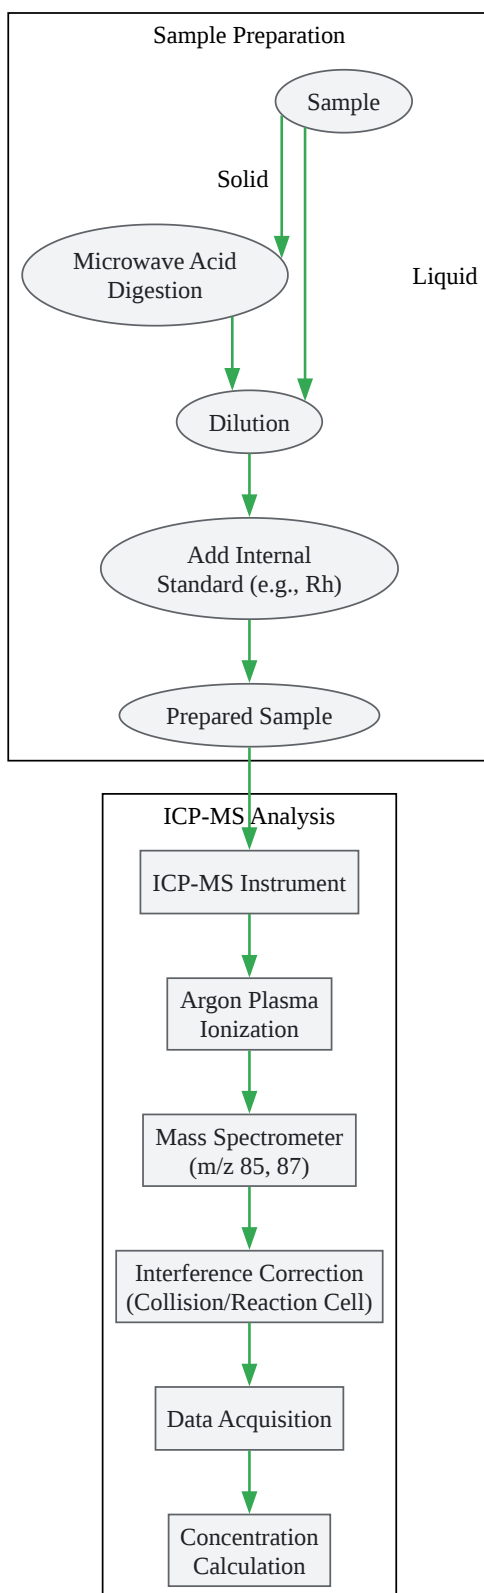 Sample Preparation
Sample
Solid
Microwave Acid
Digestion
Liquid
Dilution
Add Internal
Standard (e.g., Rh)
Prepared Sample
ICP-MS Analysis
ICP-MS Instrument
Argon Plasma
Ionization
Mass Spectrometer
(m/z 85, 87)
Interference Correction
(Collision/Reaction Cell)
Data Acquisition
Concentration
Calculation